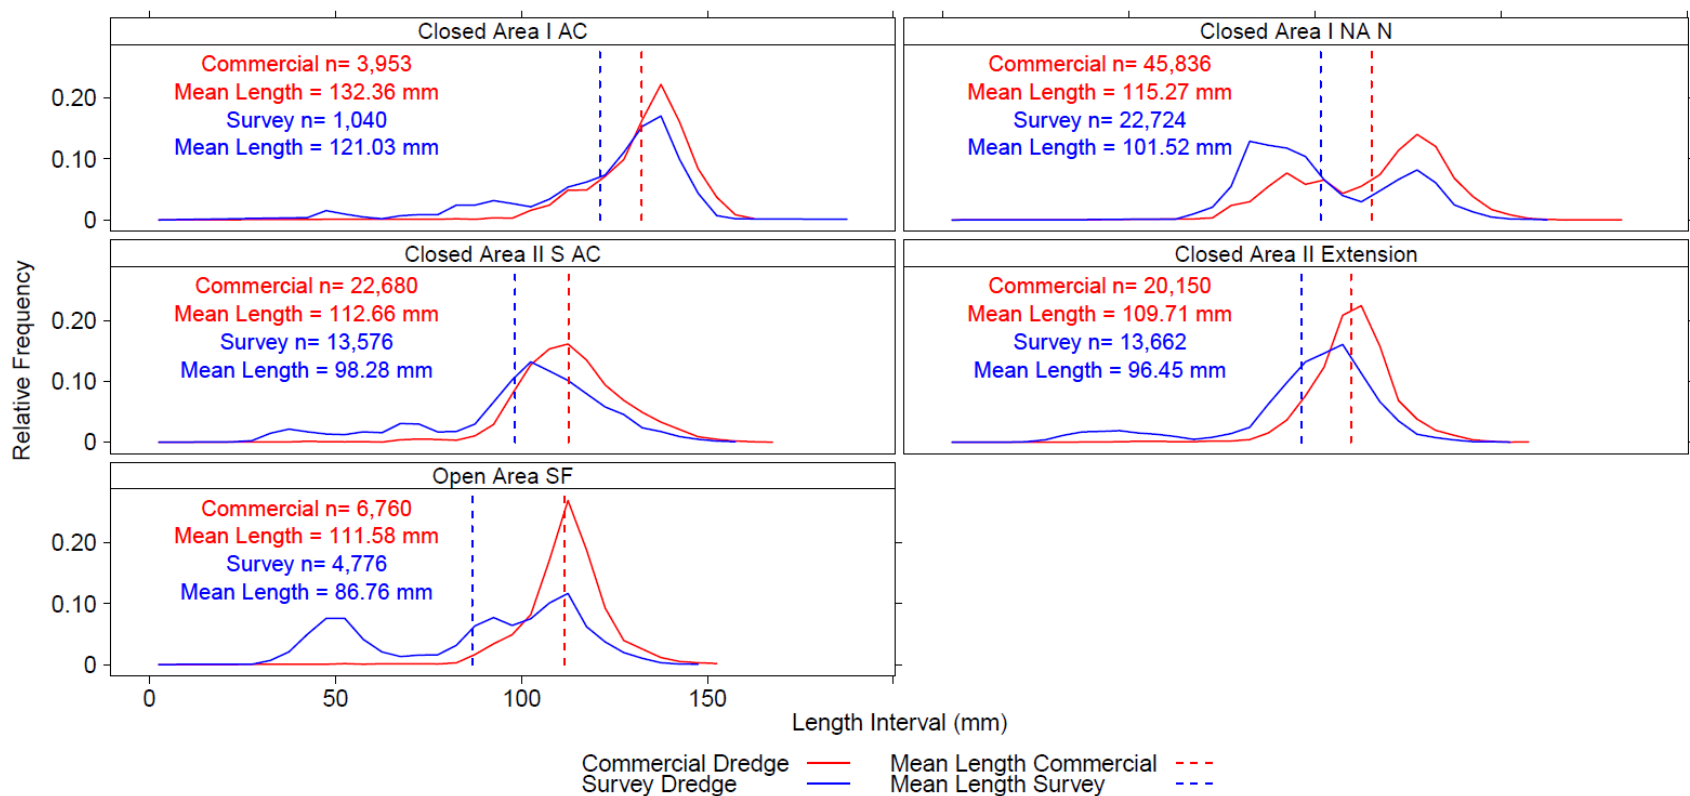 Closed Area I AC
Commercial n= 3,953
Mean Length = 132.36 mm
Survey n= 1,040
Mean Length = 121.03 mm
0.20
0.10
0
Closed Area I NA N
Commercial n= 45,836
Mean Length = 115.27 mm
Survey n= 22,724
Mean Length = 101.52 mm
Closed Area II S AC
Commercial n= 22,680
Mean Length = 112.66 mm
Survey n= 13,576
Mean Length = 98.28 mm
0.20
0.10
0
Closed Area II Extension
Commercial n= 20,150
Mean Length = 109.71 mm
Survey n= 13,662
Mean Length = 96.45 mm
Relative Frequency
Open Area SF
Commercial n= 6,760
Mean Length = 111.58 mm
Survey n= 4,776
Mean Length = 86.76 mm
0.20
0.10
0
0 50 100 150
Length Interval (mm)
Commercial Dredge
Mean Length Commercial
Survey Dredge
Mean Length Survey